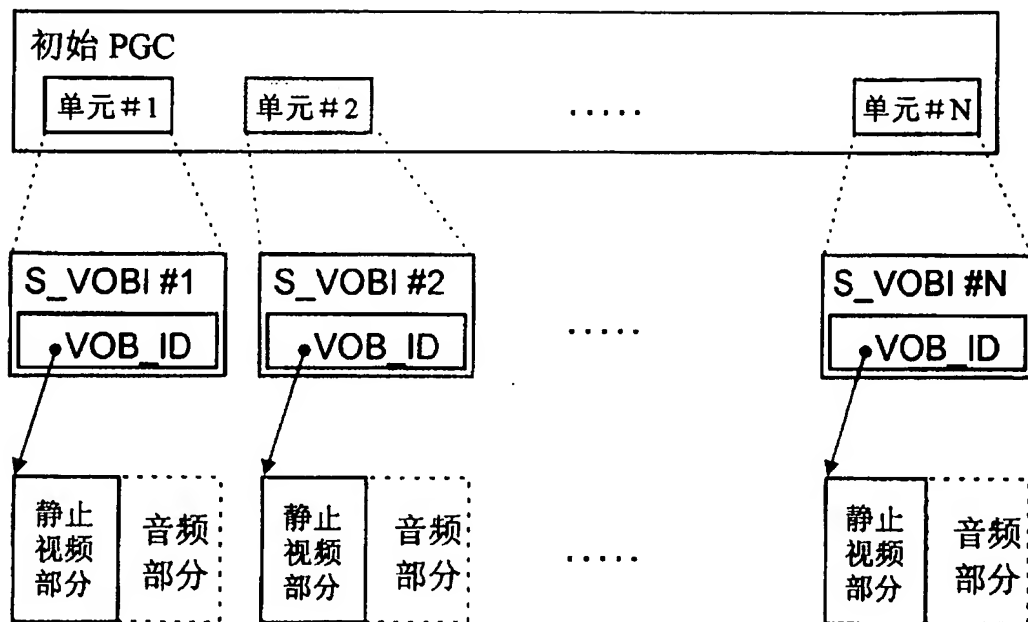 初始 PGC
单元#1 单元#2 ..... 单元#N
S_VOBI #1 S_VOBI #2 S_VOBI #N
VOB_ID VOB_ID ..... VOB_ID
静止 静止 静止
视频 音频 视频 音频 视频 音频
部分 部分 部分 部分 ..... 部分 部分